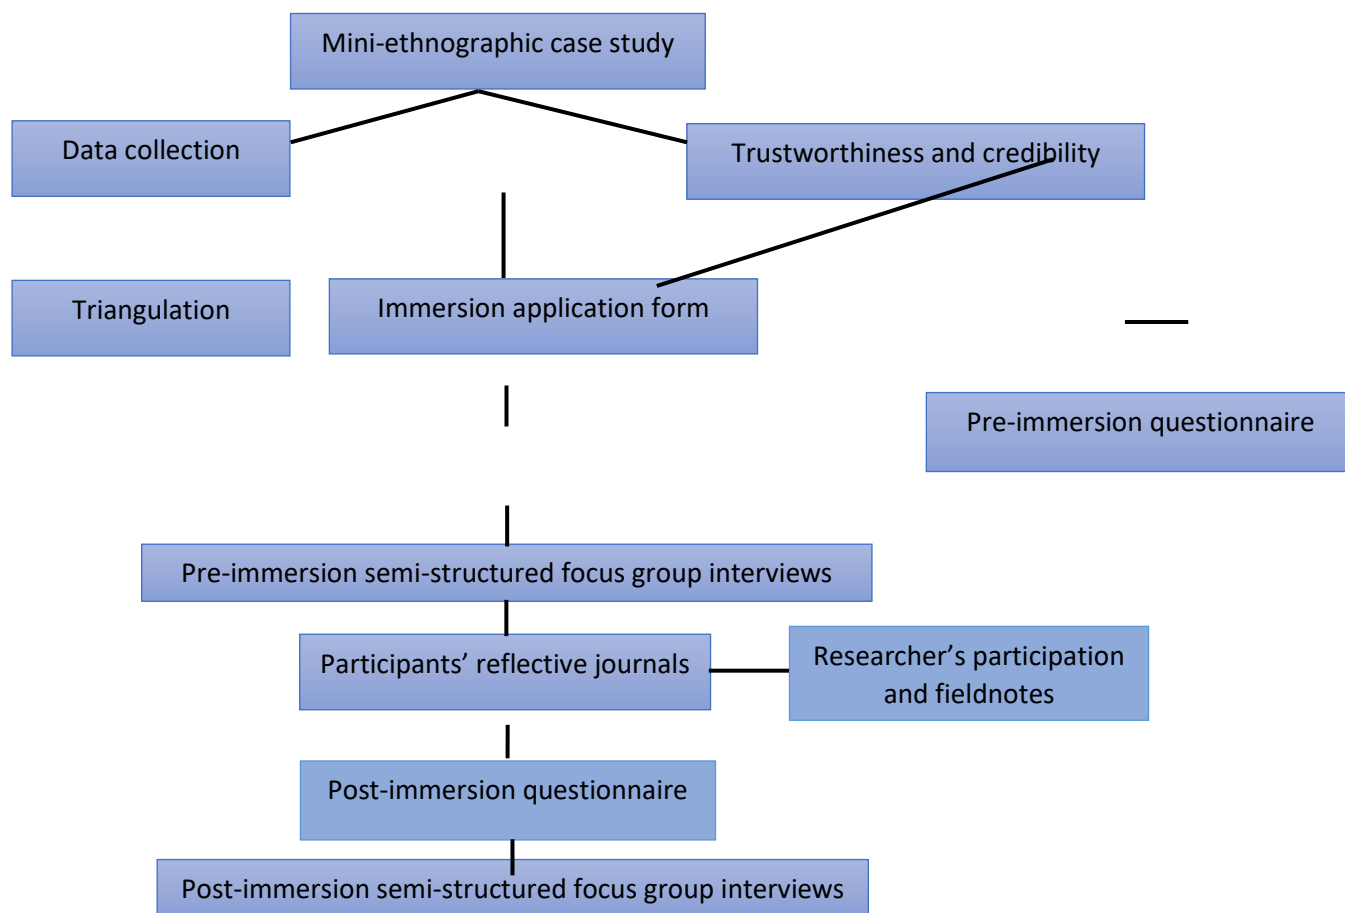 Mini-ethnographic case study
Data collection
Trustworthiness and credibility
Triangulation
Immersion application form
Pre-immersion questionnaire
Pre-immersion semi-structured focus group interviews
Participants’ reflective journals
Researcher’s participation
and fieldnotes
Post-immersion questionnaire
Post-immersion semi-structured focus group interviews